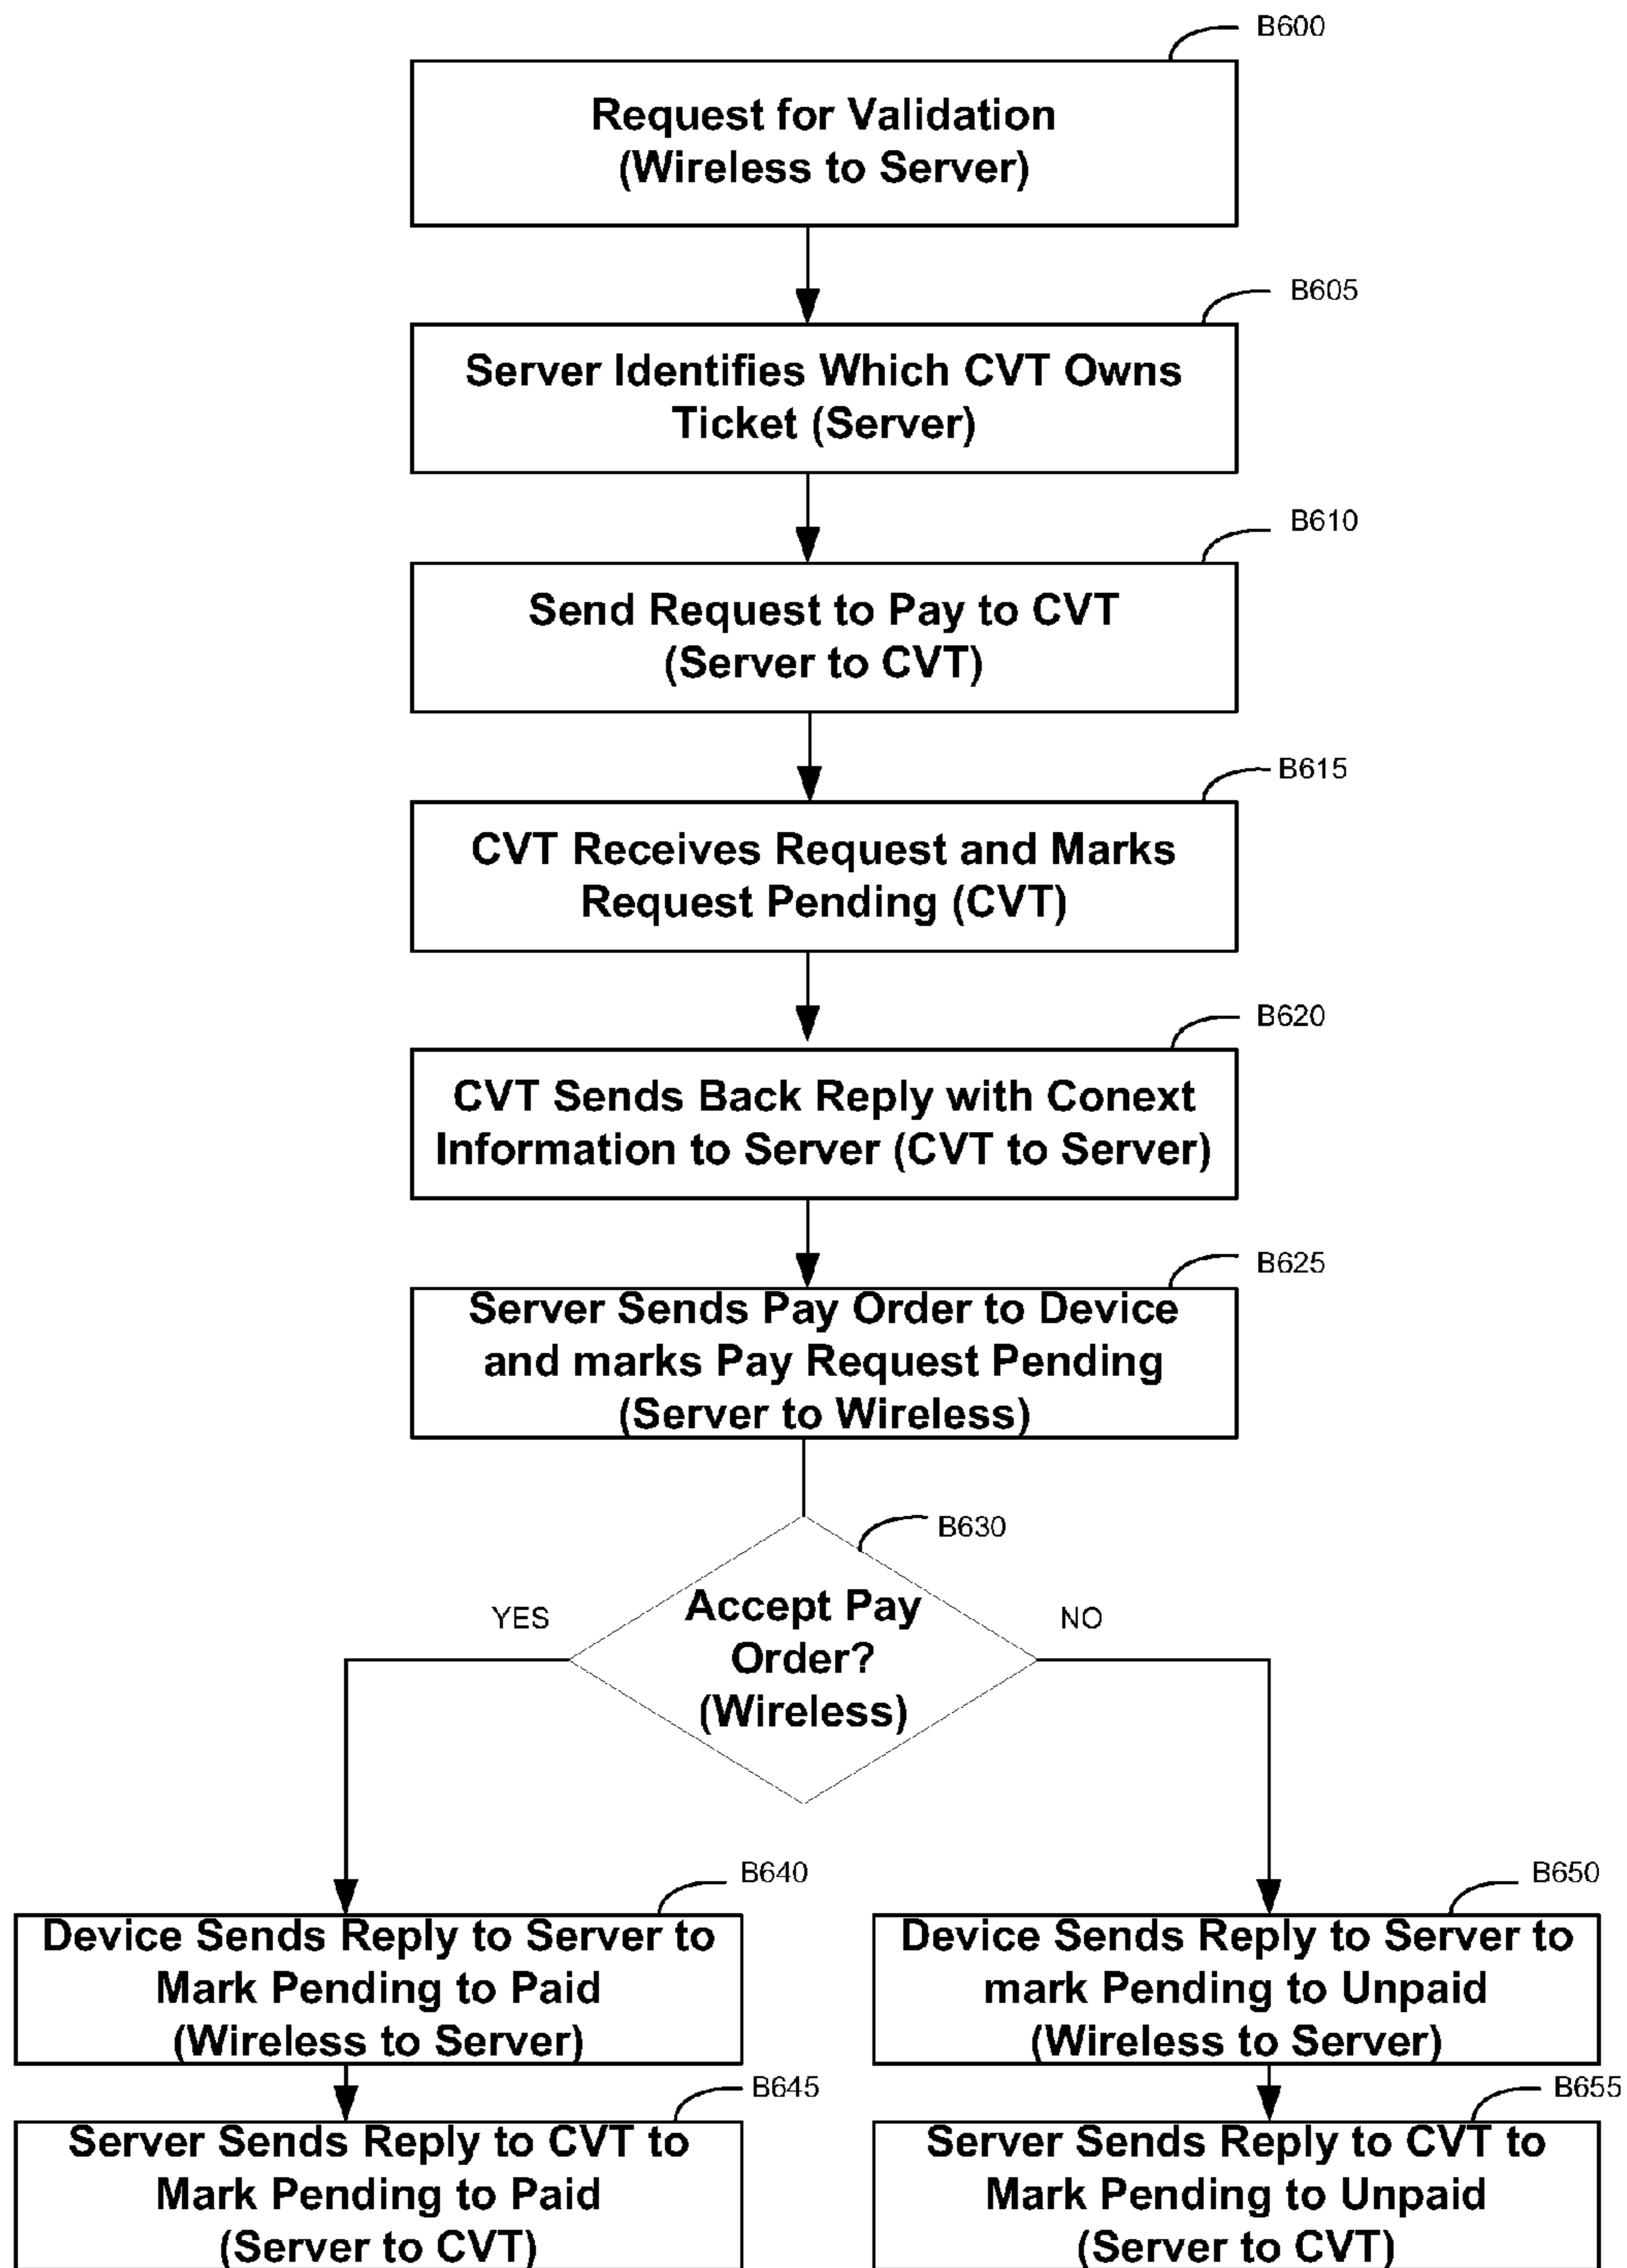 B600
Request for Validation
(Wireless to Server)
B605
Server Identifies Which CVT Owns
Ticket (Server)
B610
Send Request to Pay to CVT
(Server to CVT)
B615
CVT Receives Request and Marks
Request Pending (CVT)
B620
CVT Sends Back Reply with Conext
Information to Server (CVT to Server)
B625
Server Sends Pay Order to Device
and marks Pay Request Pending
(Server to Wireless)
B630
Accept Pay
Order?
(Wireless)
YES
NO
B640
Device Sends Reply to Server to
Mark Pending to Paid
(Wireless to Server)
B650
Device Sends Reply to Server to
mark Pending to Unpaid
(Wireless to Server)
B645
Server Sends Reply to CVT to
Mark Pending to Paid
(Server to CVT)
B655
Server Sends Reply to CVT to
Mark Pending to Unpaid
(Server to CVT)